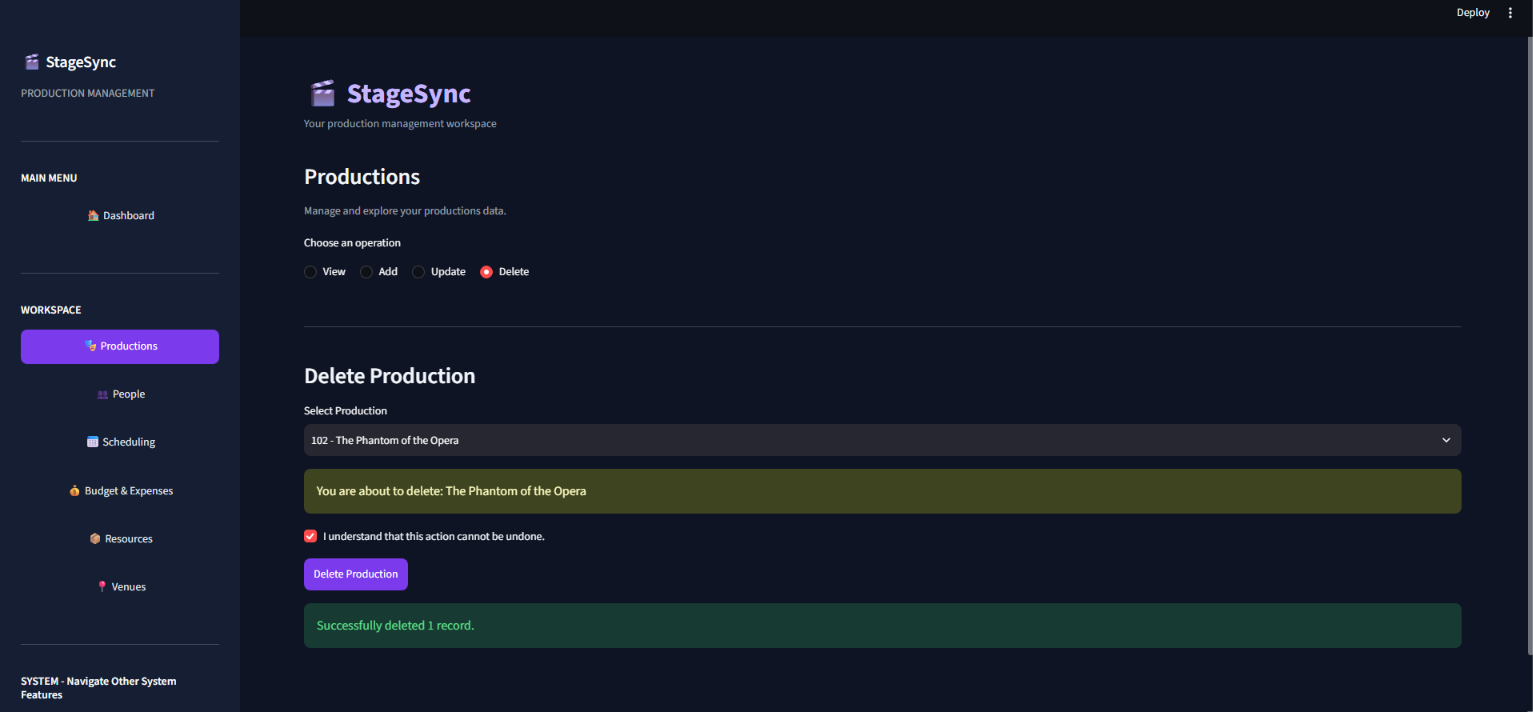 Deploy
StageSync
PRODUCTION MANAGEMENT
MAIN MENU
Dashboard
WORKSPACE
Productions
People
Scheduling
Budget & Expenses
Resources
Venues
SYSTEM - Navigate Other System
Features
StageSync
Your production management workspace
Productions
Manage and explore your productions data.
Choose an operation
View Add Update Delete
Delete Production
Select Production
102 - The Phantom of the Opera
You are about to delete: The Phantom of the Opera
I understand that this action cannot be undone.
Delete Production
Successfully deleted 1 record.